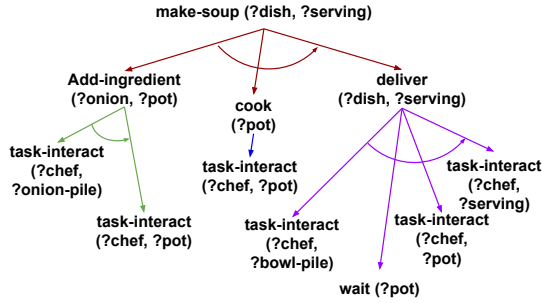 make-soup (?dish, ?serving)
Add-ingredient
(?onion, ?pot)
cook
(?pot)
deliver
(?dish, ?serving)
task-interact
(?chef,
?onion-pile)
task-interact
(?chef, ?pot)
task-interact
(?chef, ?pot)
task-interact
(?chef,
?bowl-pile)
wait (?pot)
task-interact
(?chef,
?pot)
task-interact
(?chef,
?serving)